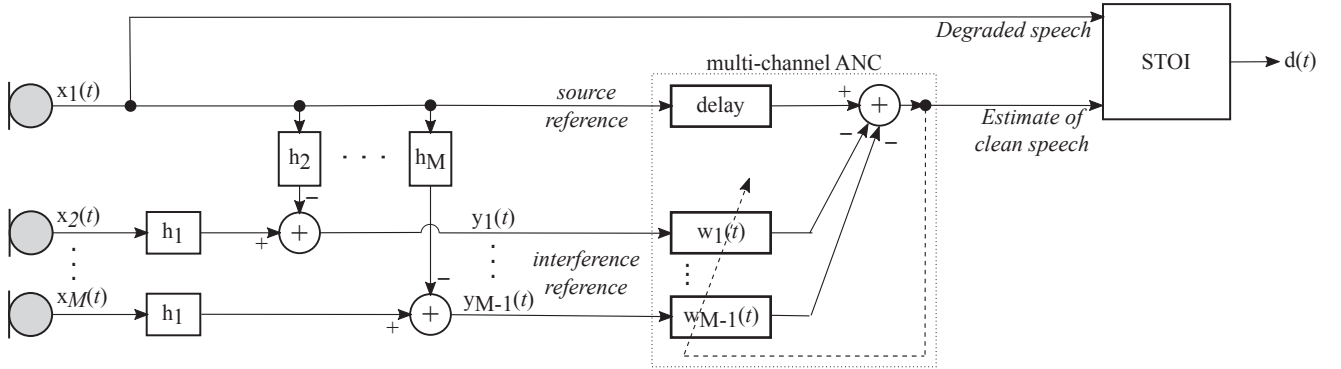 Degraded speech
STOI
d(t)
multi-channel ANC
x1(t)
source
reference
delay
+
+
Estimate of
clean speech
−
−
h2
. . .
hM
x2(t)
h1
−
+
+
y1(t)
w1(t)
interference
reference
xM(t)
h1
−
+
+
yM-1(t)
wM-1(t)